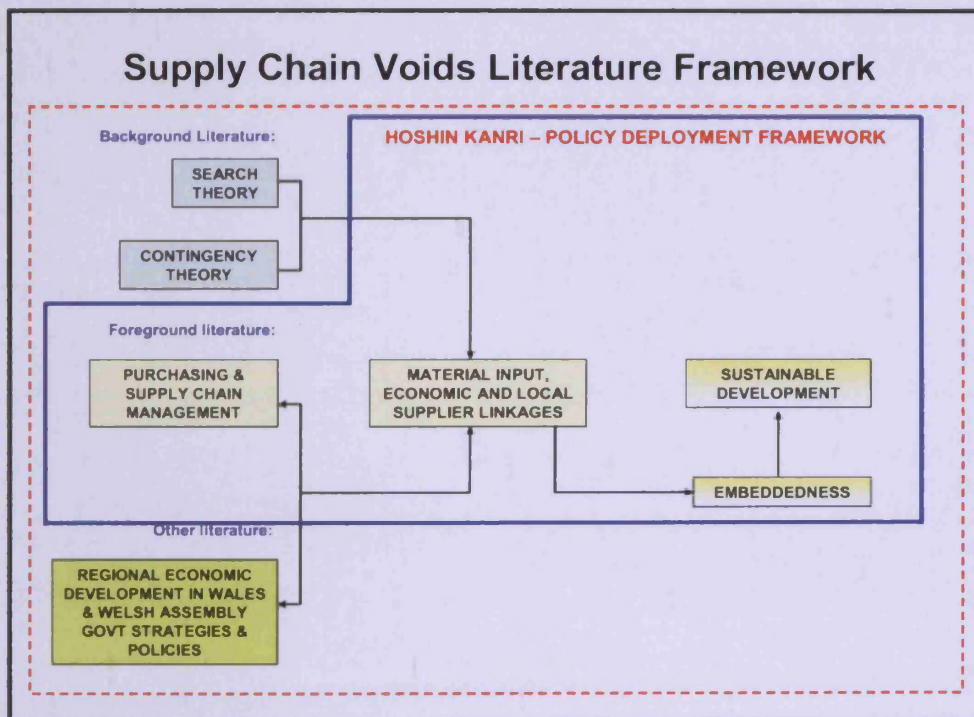 Supply Chain Voids Literature Framework
Background Literature:
HOSHIN KANRI – POLICY DEPLOYMENT FRAMEWORK
SEARCH
THEORY
CONTINGENCY
THEORY
Foreground literature:
PURCHASING &
SUPPLY CHAIN
MANAGEMENT
MATERIAL INPUT,
ECONOMIC AND LOCAL
SUPPLIER LINKAGES
SUSTAINABLE
DEVELOPMENT
EMBEDDEDNESS
Other literature:
REGIONAL ECONOMIC
DEVELOPMENT IN WALES
& WELSH ASSEMBLY
GOVT STRATEGIES &
POLICIES